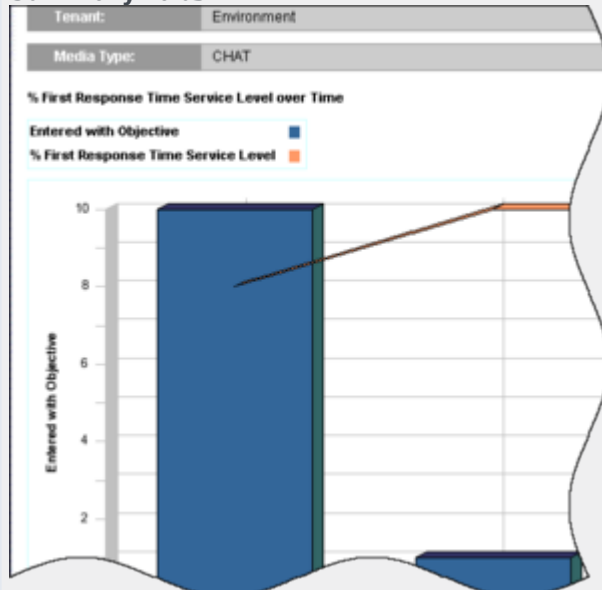 Tenant: Environment
Media Type: CHAT
% First Response Time Service Level over Time
Entered with Objective
% First Response Time Service Level
10
8
6
4
2
Entered with Objective